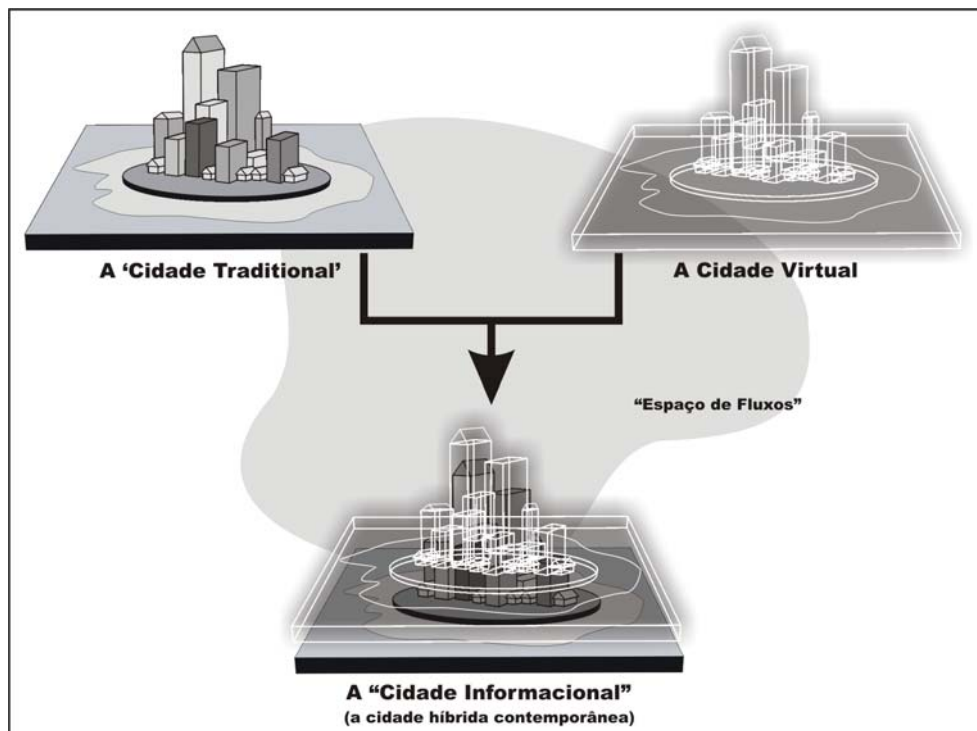 A ‘Cidade Traditional’
A Cidade Virtual
“Espaço de Fluxos”
A “Cidade Informacional”
(a cidade híbrida contemporânea)